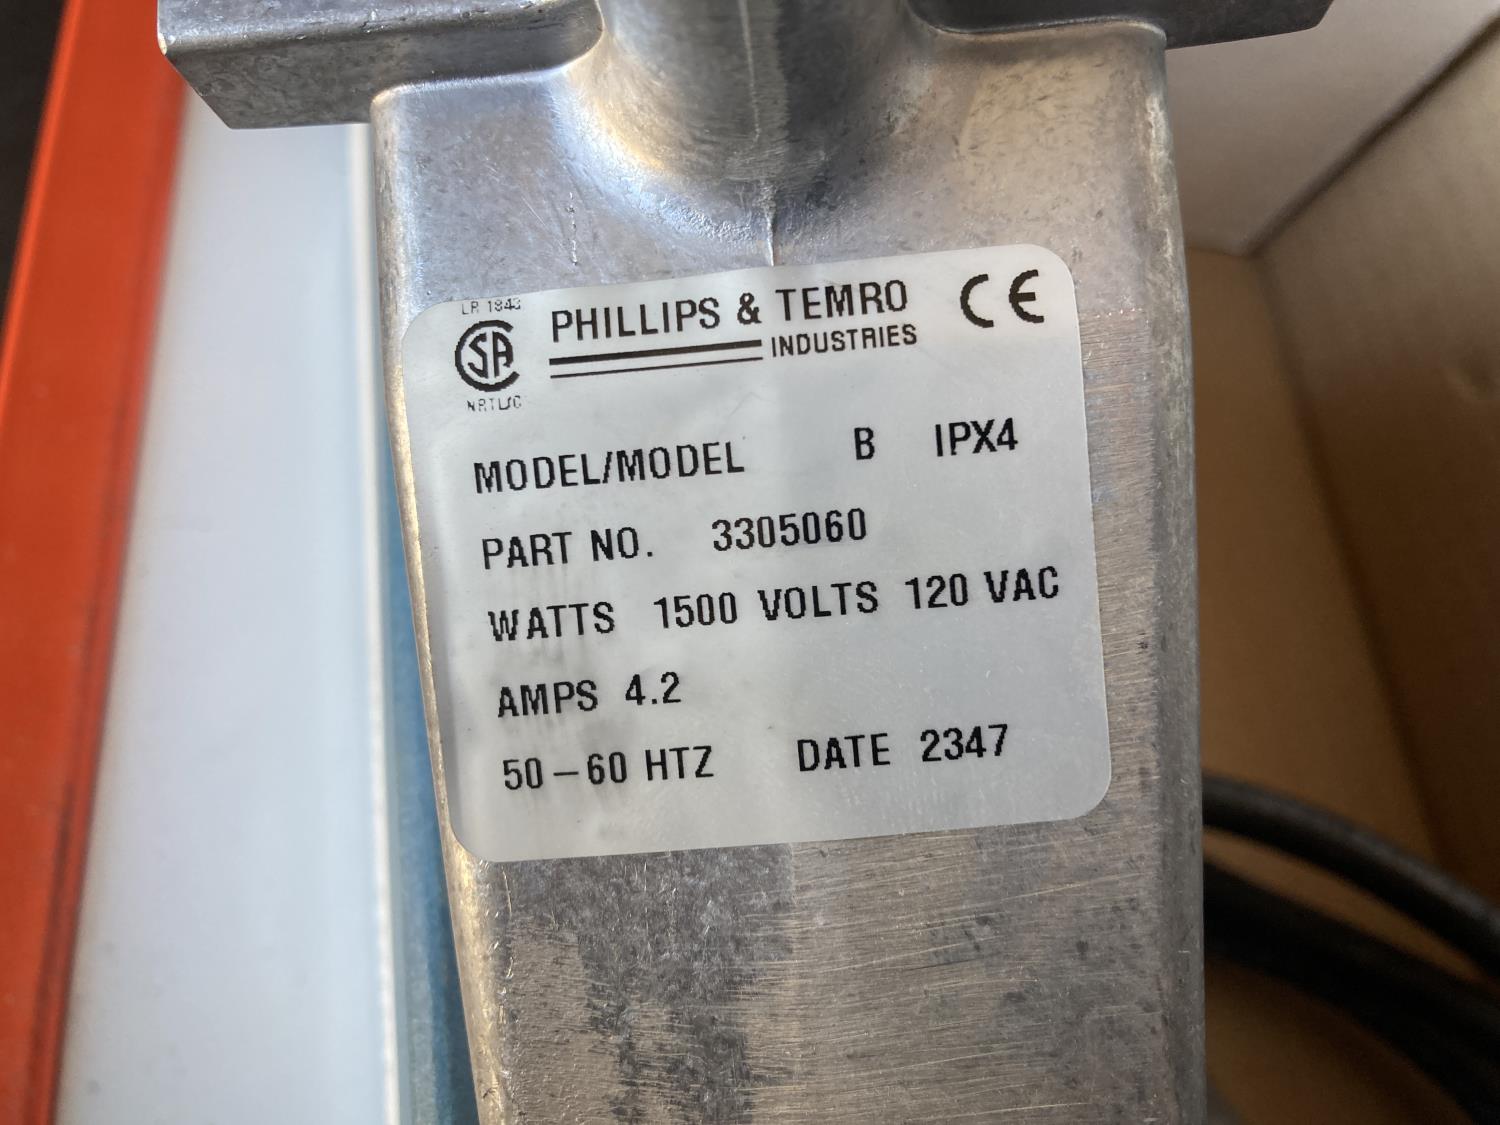 LR 1843
PHILLIPS & TEMRO
INDUSTRIES
CE
SA
NRTL/C
MODEL/MODEL B IPX4
PART NO. 3305060
WATTS 1500 VOLTS 120 VAC
AMPS 4.2
50-60 HTZ DATE 2347